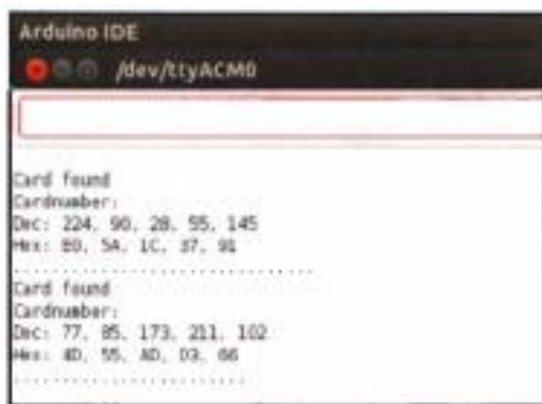 Arduino IDE
/dev/ttyACM0
Card found
Cardnumber:
Dec: 224, 90, 28, 55, 145
Hex: E0, 5A, 1C, 37, 91
..............................
Card found
Cardnumber:
Dec: 77, 85, 173, 211, 102
Hex: 4D, 55, AD, D3, 66
.......................